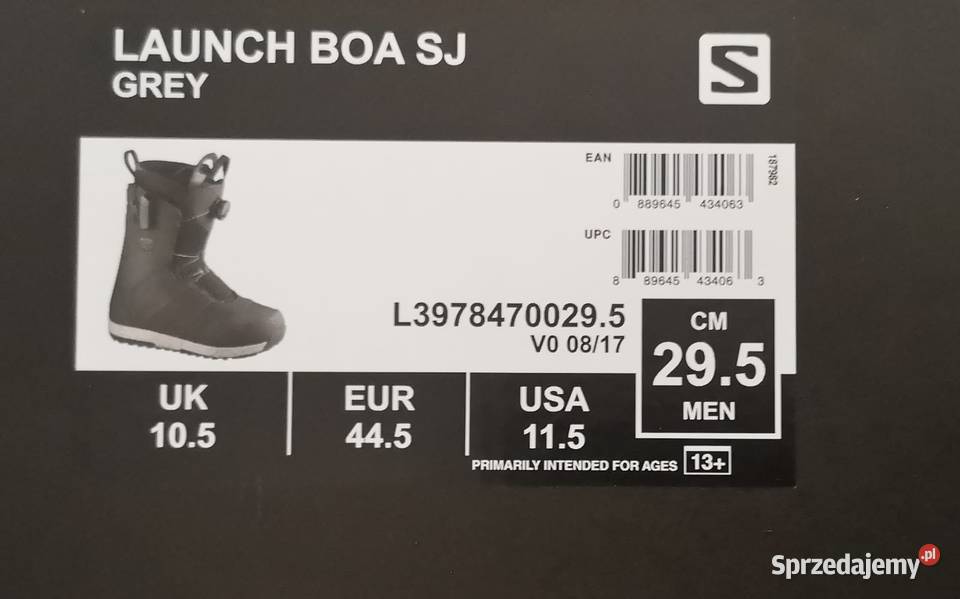 LAUNCH BOA SJ
GREY
S
EAN
0 889645 434063
187982
UPC
8 89645 43406 3
L3978470029.5
V0 08/17
CM
29.5
MEN
UK
10.5
EUR
44.5
USA
11.5
PRIMARILY INTENDED FOR AGES 13+
Sprzedajemy.pl